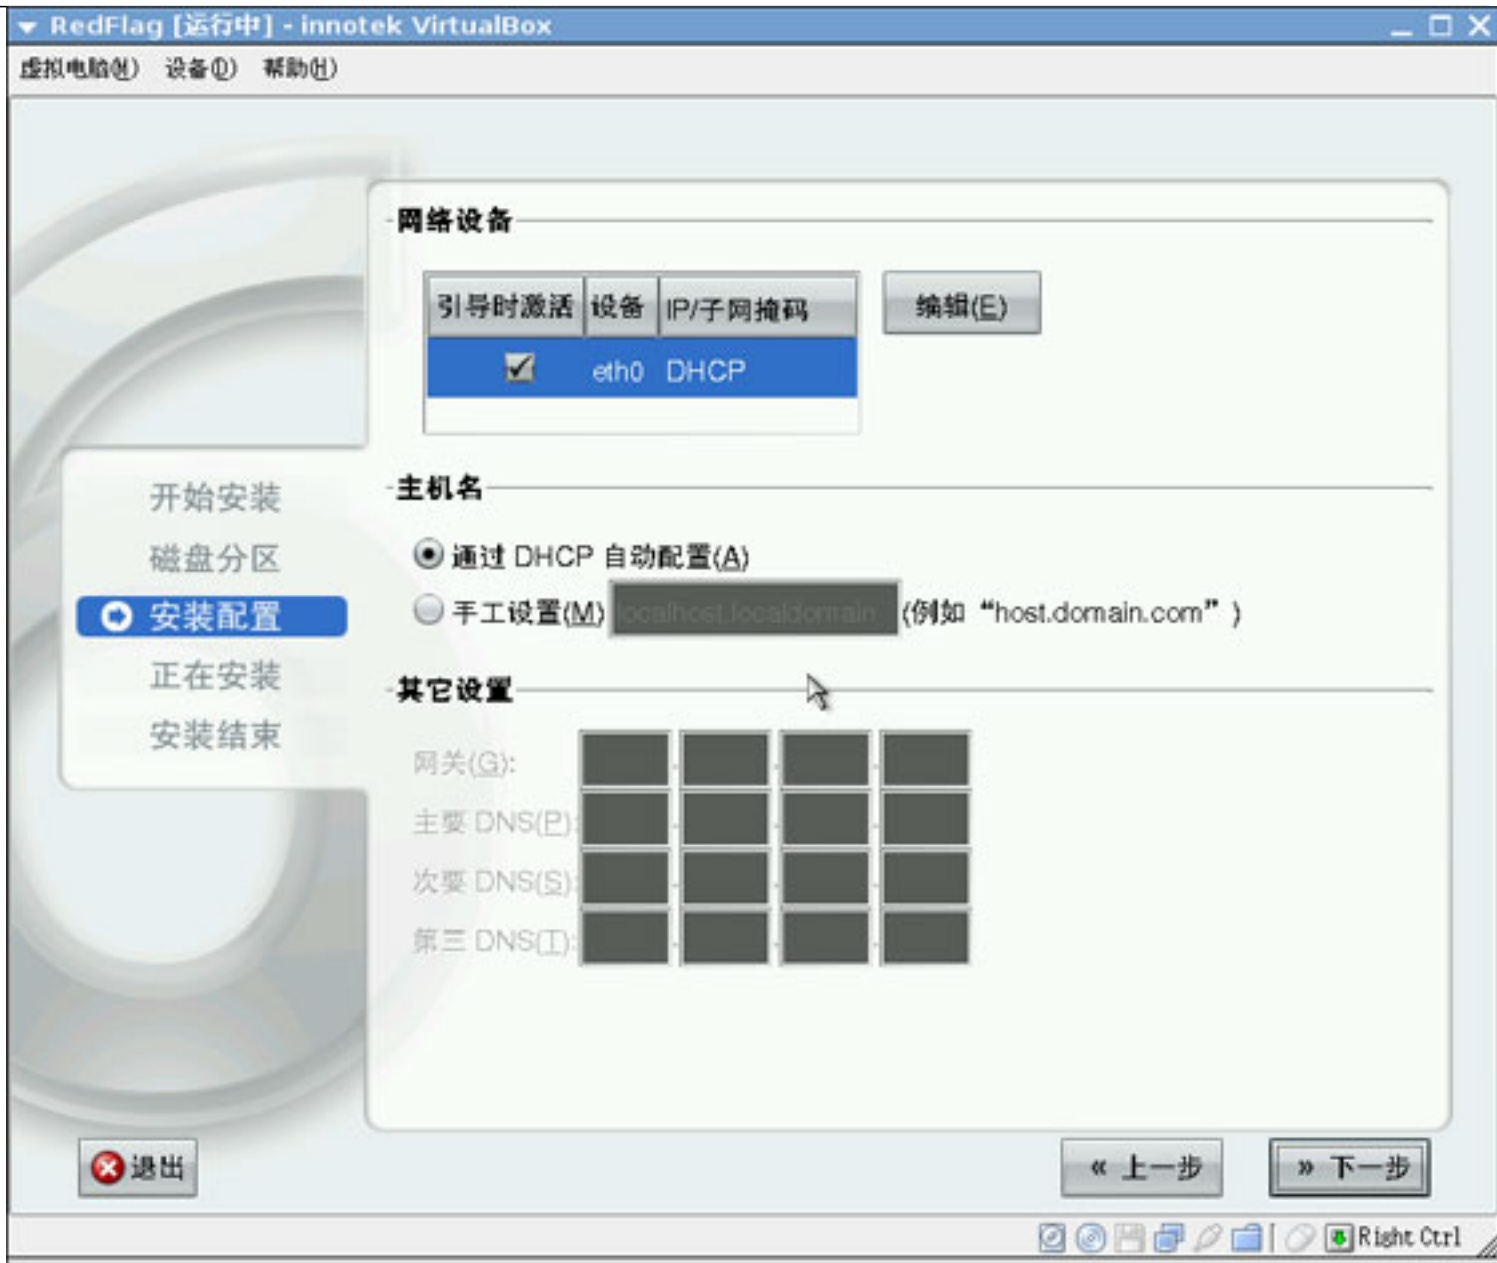 RedFlag [运行中] - innotek VirtualBox
虚拟电脑(M) 设备(D) 帮助(H)
网络设备
引导时激活 设备 IP/子网掩码 编辑(E)
eth0 DHCP
开始安装
磁盘分区
安装配置
正在安装
安装结束
主机名
通过 DHCP 自动配置(A)
手工设置(M) localhost.localdomain (例如 “host.domain.com” )
其它设置
网关(G):
主要 DNS(P):
次要 DNS(S):
第三 DNS(T):
退出 « 上一步 » 下一步
Right Ctrl